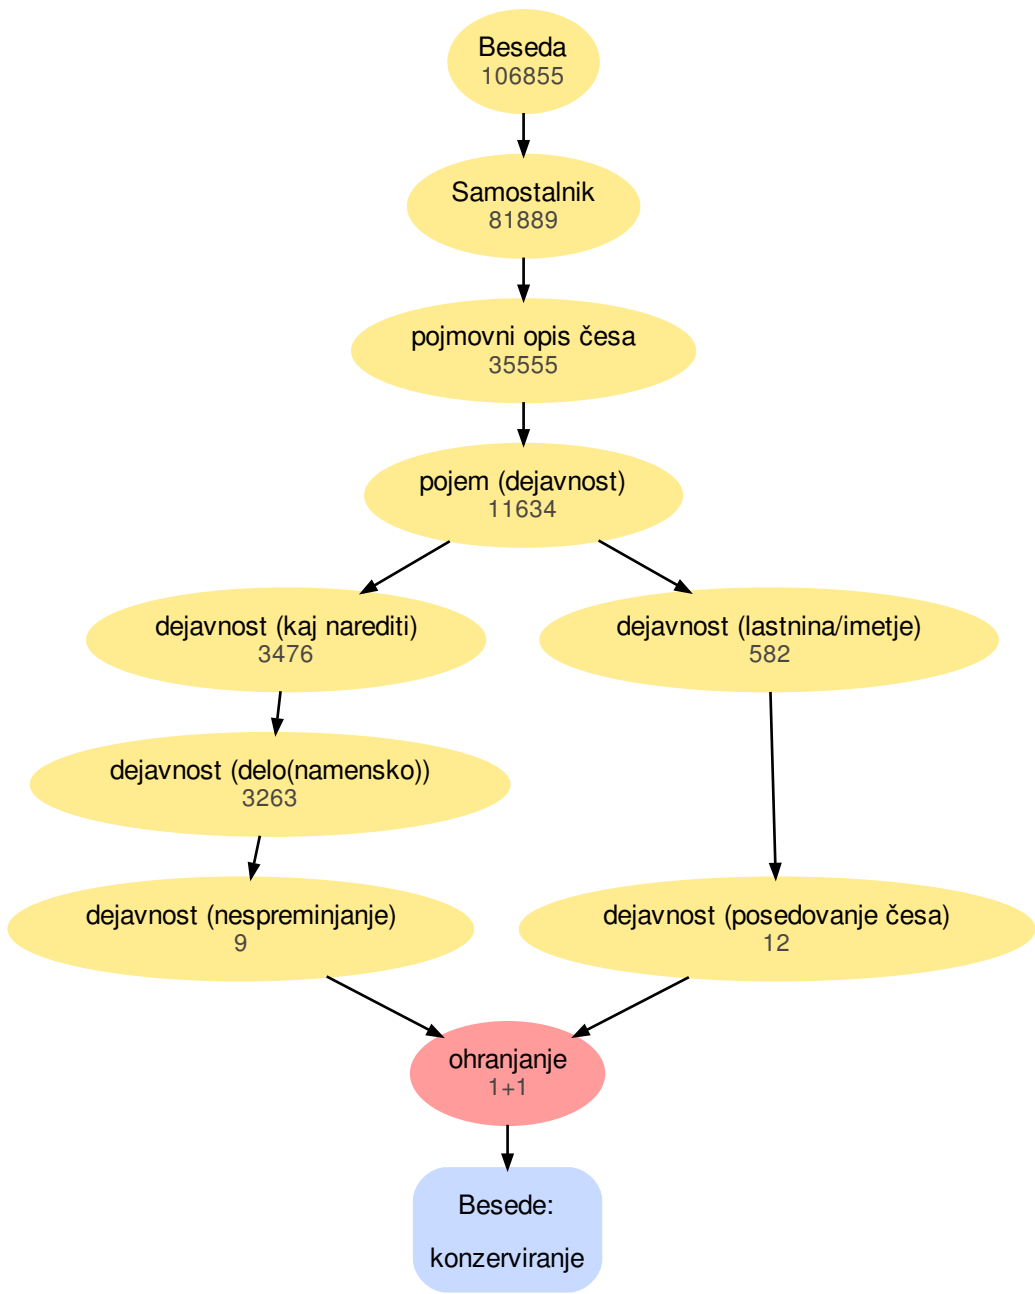 Beseda
106855
Samostalnik
81889
pojmovni opis česa
35555
pojem (dejavnost)
11634
dejavnost (kaj narediti)
3476
dejavnost (lastnina/imetje)
582
dejavnost (delo(namensko))
3263
dejavnost (nespreminjanje)
9
dejavnost (posedovanje česa)
12
ohranjanje
1+1
Besede:
konzerviranje